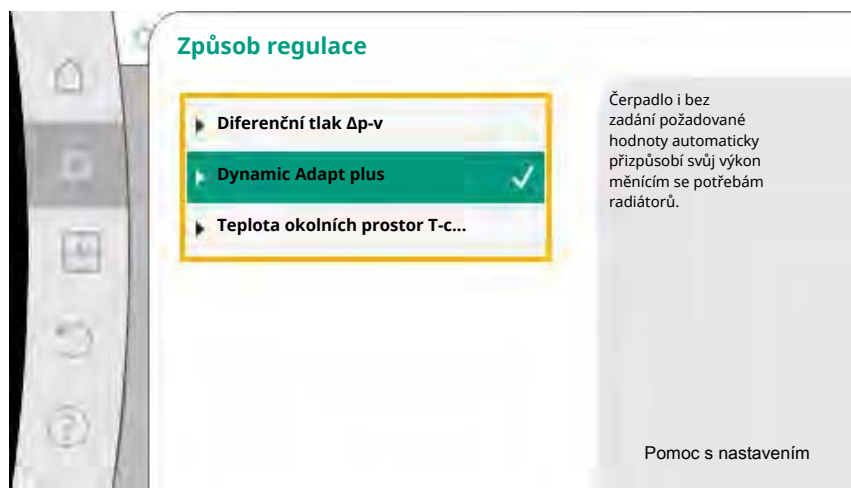 Způsob regulace
Diferenční tlak Δp-v
Dynamic Adapt plus
Teplota okolních prostor T-c...
Čerpadlo i bez
zadání požadované
hodnoty automaticky
přizpůsobí svůj výkon
měnícím se potřebám
radiátorů.
Pomoc s nastavením